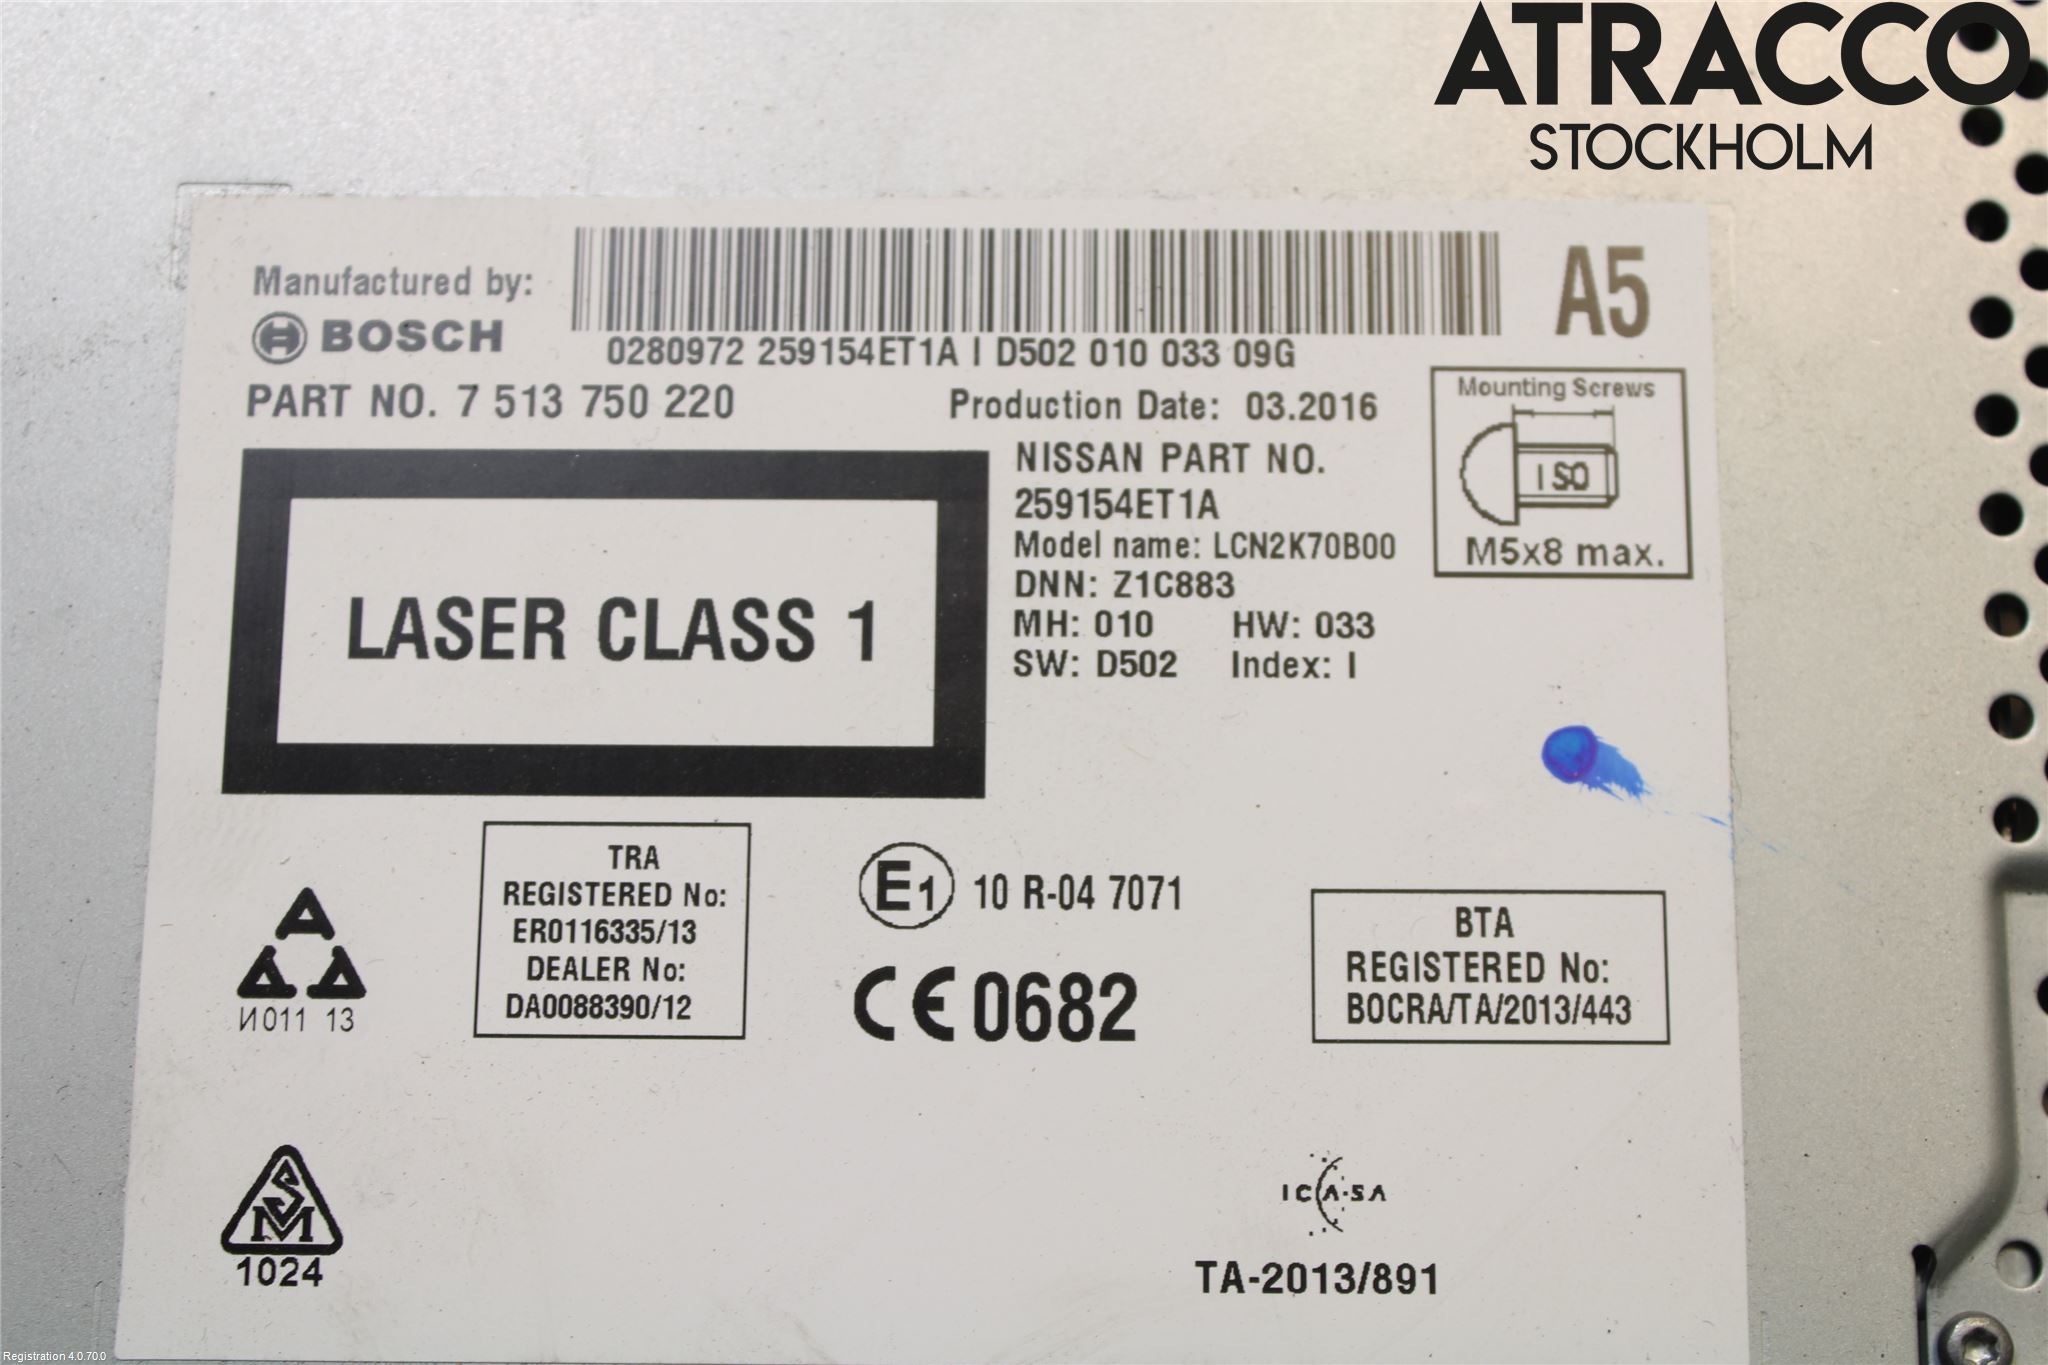 ATRACCO
STOCKHOLM
Manufactured by:
BOSCH
0280972 259154ET1A I D502 010 033 09G
A5
PART NO. 7 513 750 220
Production Date: 03.2016
Mounting Screws
ISO
M5x8 max.
NISSAN PART NO.
259154ET1A
Model name: LCN2K70B00
DNN: Z1C883
MH: 010 HW: 033
SW: D502 Index: I
LASER CLASS 1
TRA
REGISTERED No:
ER0116335/13
DEALER No:
DA0088390/12
E1 10 R-04 7071
CE 0682
BTA
REGISTERED No:
BOCRA/TA/2013/443
И011 13
SM
1024
ICASA
TA-2013/891
Registration 4.0.70.0